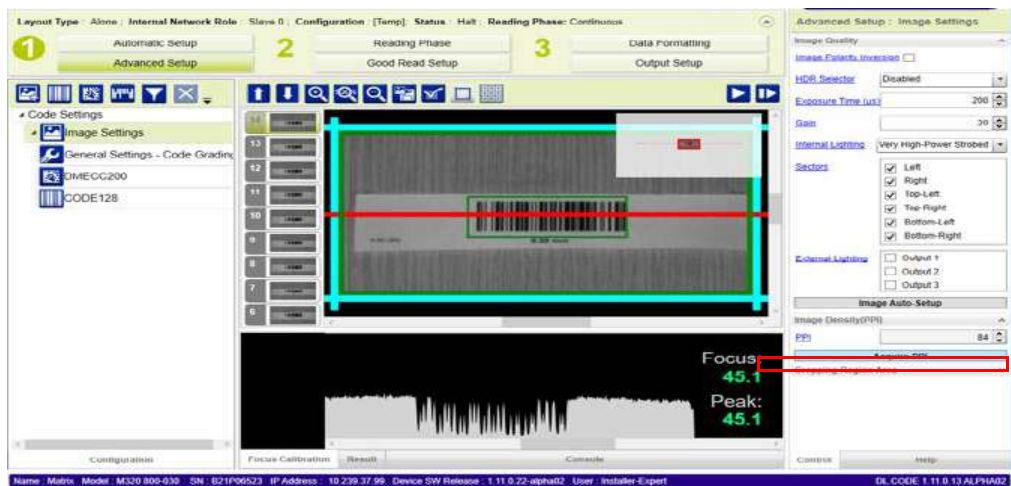 Layout Type : Alone ; Internal Network Role : Slave 0 ; Configuration : [Temp]; Status : Halt ; Reading Phase: Continuous
1
Automatic Setup
Advanced Setup
2
Reading Phase
Good Read Setup
3
Data Formatting
Output Setup
Code Settings
Image Settings
General Settings - Code Grading
DMECC200
CODE128
14
13
12
11
10
9
8
7
6
Focus:
45.1
Peak:
45.1
Configuration
Focus Calibration
Result
Console
Advanced Setup : Image Settings
Image Quality
Image Polarity Inversion
HDR Selector
Disabled
Exposure Time (us)
200
Gain
20
Internal Lighting
Very High-Power Strobed
Sectors
Left
Right
Top-Left
Top-Right
Bottom-Left
Bottom-Right
External Lighting
Output 1
Output 2
Output 3
Image Auto-Setup
Image Density(PPI)
PPI
84
Acquire PPI
Cropping Region Area
Control
Help
Name : Matrix Model : M320 800-030 SN : B21P06523 IP Address : 10.239.37.99 Device SW Release : 1.11.0.22-alpha02 User : Installer-Expert
DL.CODE 1.11.0.13 ALPHA02